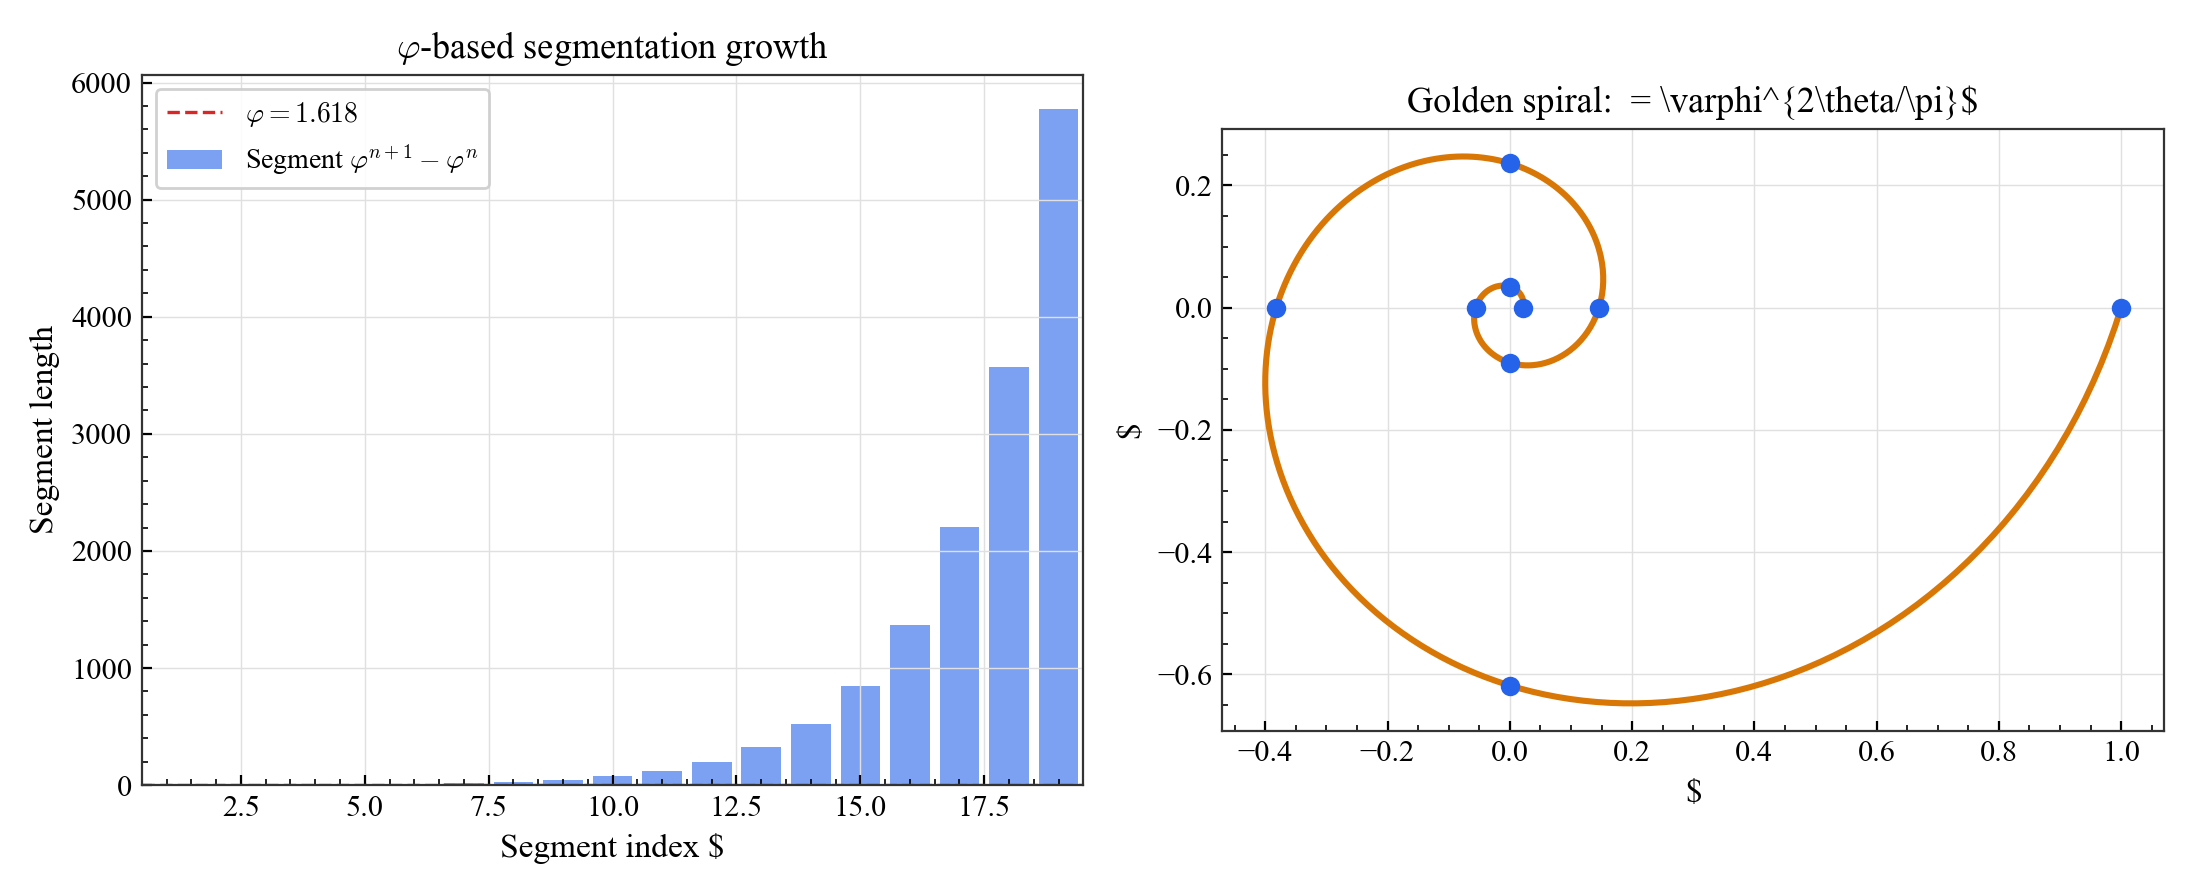 φ-based segmentation growth
φ = 1.618
Segment φⁿ⁺¹ − φⁿ
6000
5000
4000
3000
2000
1000
0
Segment length
2.5 5.0 7.5 10.0 12.5 15.0 17.5
Segment index $
Golden spiral:  = \varphi^{2\theta/\pi}$
0.2
0.0
−0.2
−0.4
−0.6
$
−0.4 −0.2 0.0 0.2 0.4 0.6 0.8 1.0
$